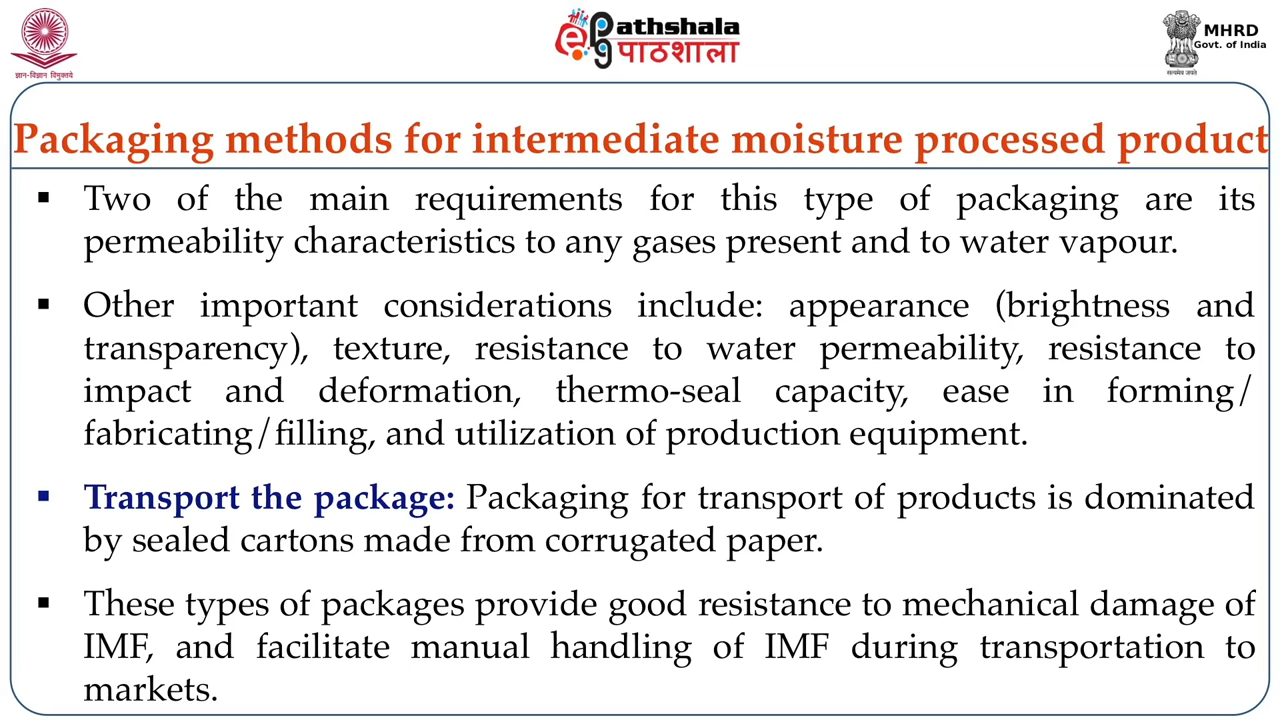 ज्ञान-विज्ञान विमुक्तये
ePathshala
पाठशाला
MHRD
Govt. of India
सत्यमेव जयते
Packaging methods for intermediate moisture processed product
▪ Two of the main requirements for this type of packaging are its
permeability characteristics to any gases present and to water vapour.
▪ Other important considerations include: appearance (brightness and
transparency), texture, resistance to water permeability, resistance to
impact and deformation, thermo-seal capacity, ease in forming/
fabricating/filling, and utilization of production equipment.
▪ Transport the package: Packaging for transport of products is dominated
by sealed cartons made from corrugated paper.
▪ These types of packages provide good resistance to mechanical damage of
IMF, and facilitate manual handling of IMF during transportation to
markets.